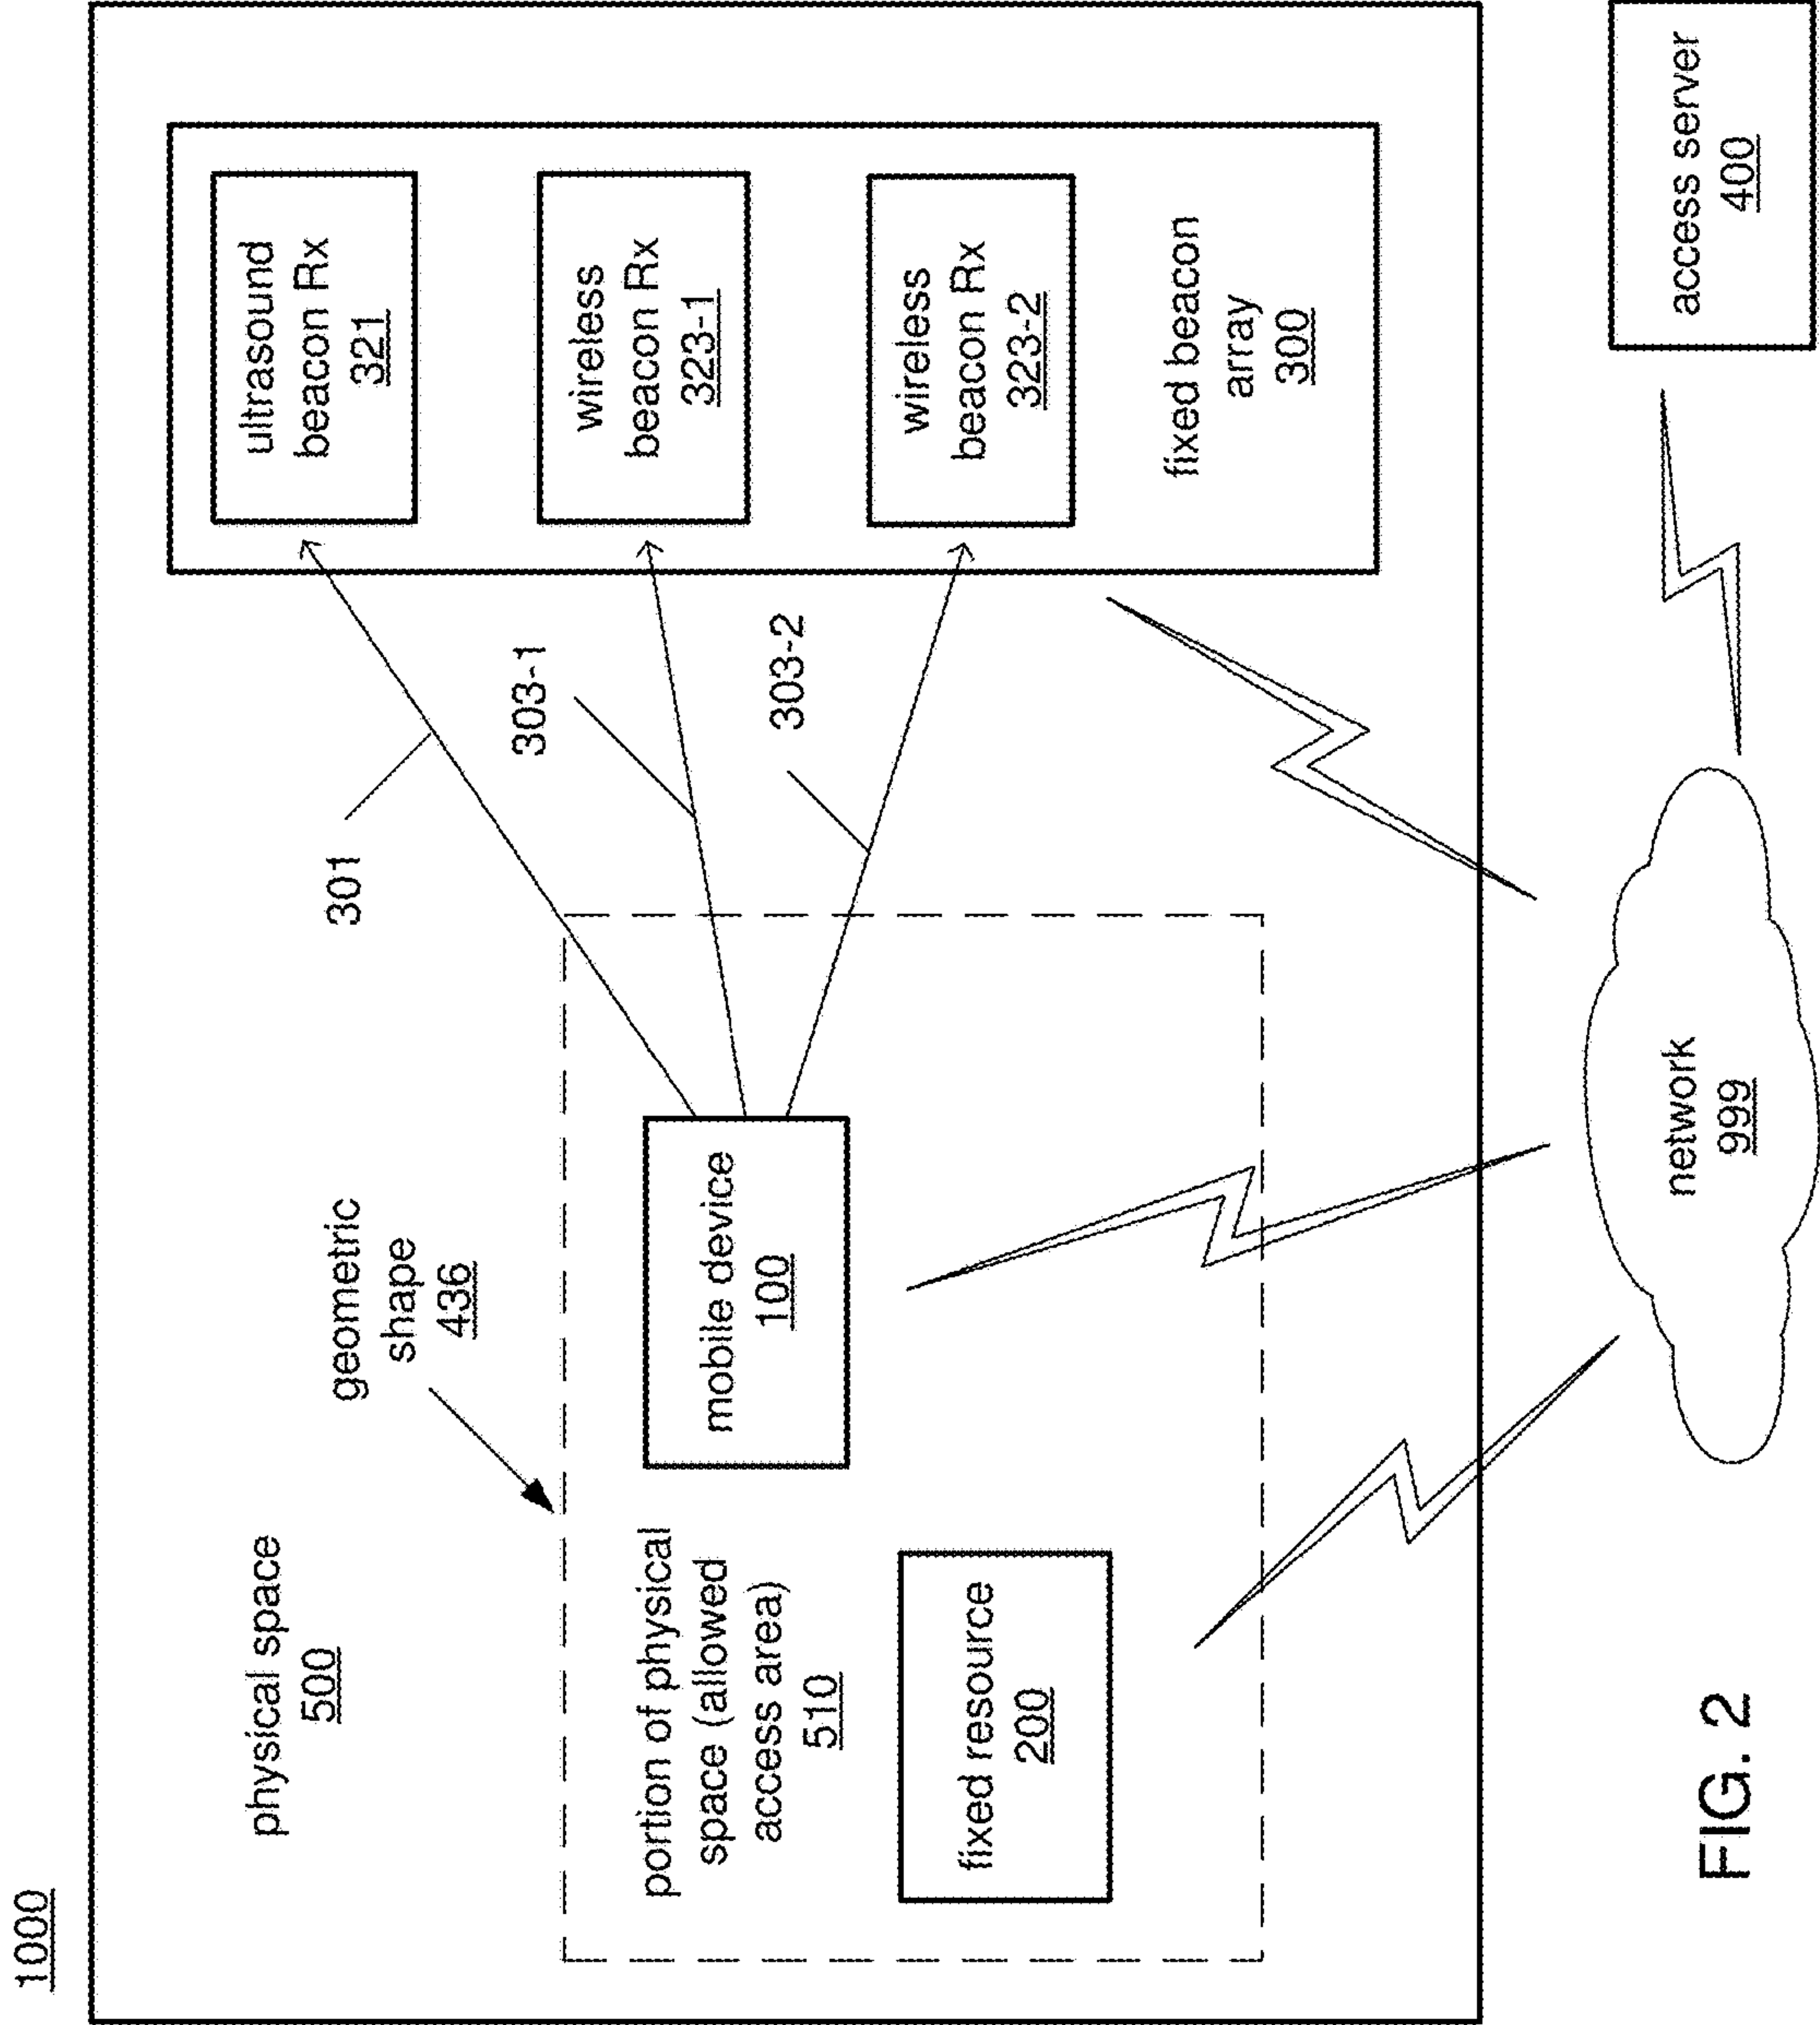 1000
physical space
500
geometric
shape
436
301
303-1
303-2
ultrasound
beacon Rx
321
wireless
beacon Rx
323-1
wireless
beacon Rx
323-2
fixed beacon
array
300
portion of physical
space (allowed
access area)
510
mobile device
100
fixed resource
200
network
999
access server
400
FIG. 2